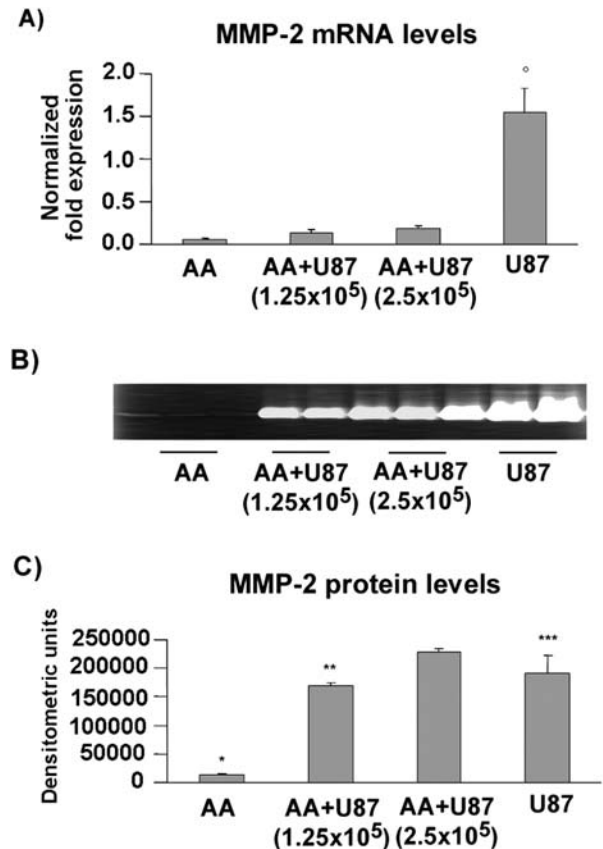 A)
MMP-2 mRNA levels
Normalized
fold expression
2.0
1.5
1.0
0.5
0.0
°
AA AA+U87 AA+U87 U87
(1.25x10⁵) (2.5x10⁵)
B)
AA AA+U87 AA+U87 U87
(1.25x10⁵) (2.5x10⁵)
C)
MMP-2 protein levels
Densitometric units
250000
200000
150000
100000
50000
0
* ** ***
AA AA+U87 AA+U87 U87
(1.25x10⁵) (2.5x10⁵)